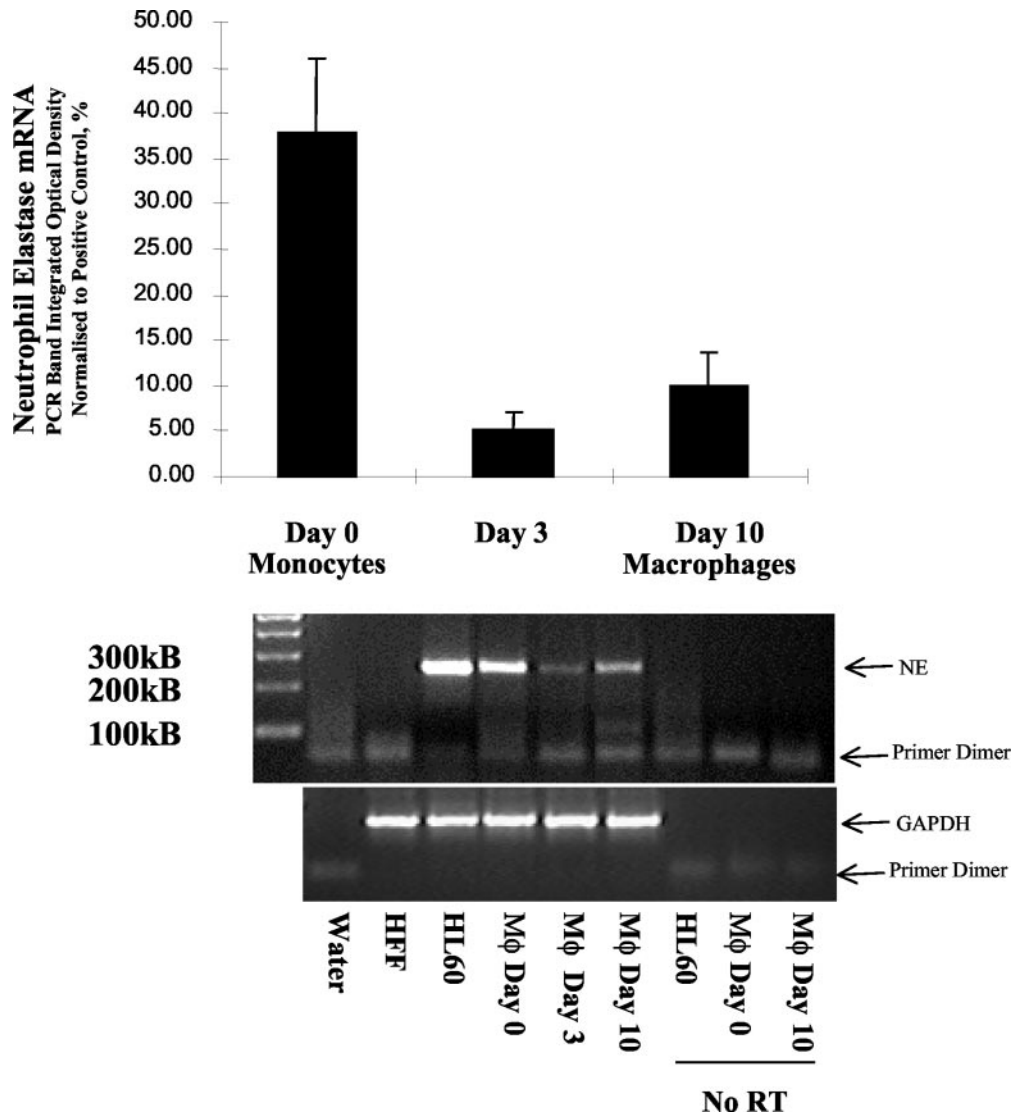 Neutrophil Elastase mRNA
PCR Band Integrated Optical Density
Normalised to Positive Control, %
50.00
45.00
40.00
35.00
30.00
25.00
20.00
15.00
10.00
5.00
0.00
Day 0
Monocytes
Day 3
Day 10
Macrophages
300kB
200kB
100kB
NE
Primer Dimer
GAPDH
Primer Dimer
Water
HFF
HL60
Mϕ Day 0
Mϕ Day 3
Mϕ Day 10
HL60
Mϕ Day 0
Mϕ Day 10
No RT